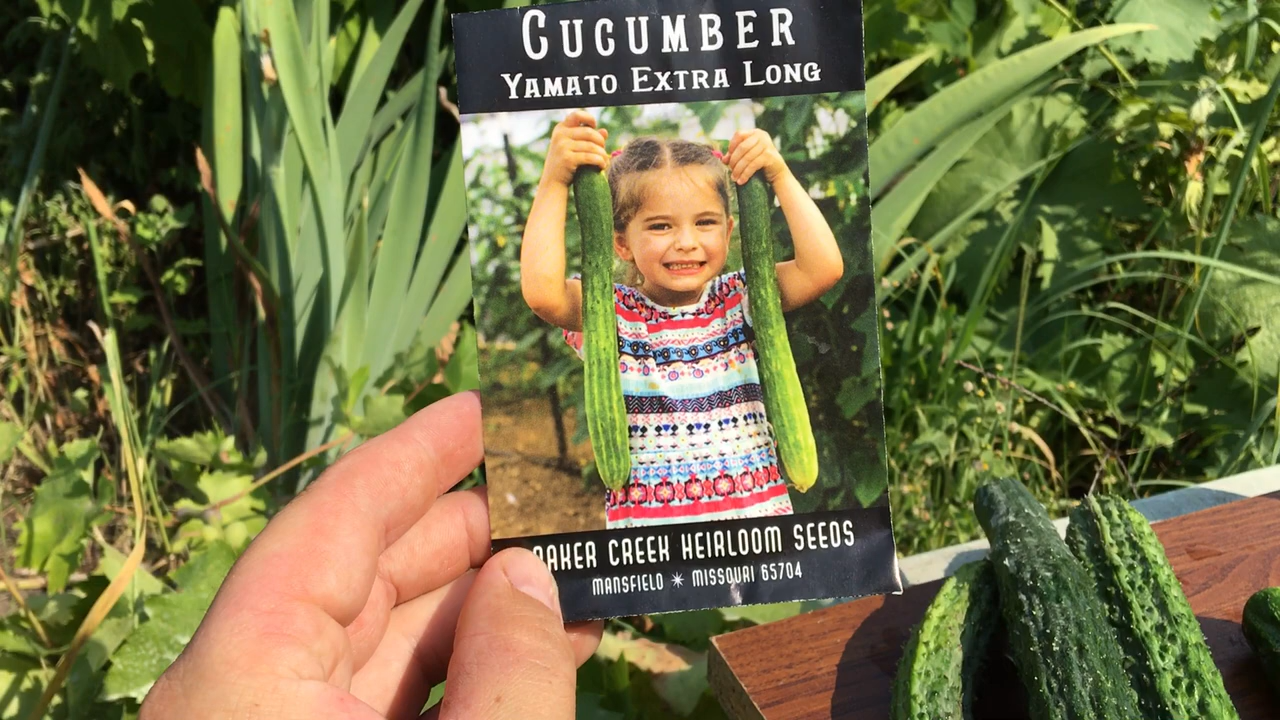 CUCUMBER
YAMATO EXTRA LONG
AKER CREEK HEIRLOOM SEEDS
MANSFIELD ✴ MISSOURI 65704